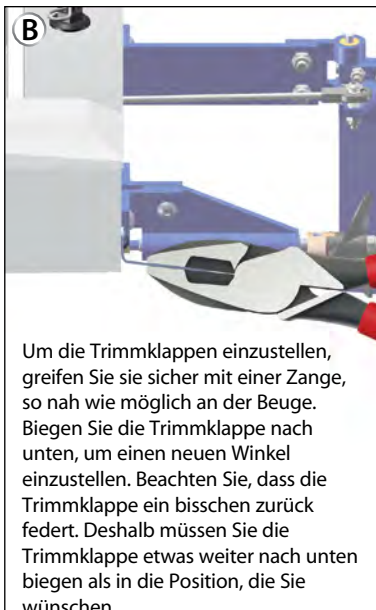 B
Um die Trimmklappen einzustellen,
greifen Sie sie sicher mit einer Zange,
so nah wie möglich an der Beuge.
Biegen Sie die Trimmklappe nach
unten, um einen neuen Winkel
einzustellen. Beachten Sie, dass die
Trimmklappe ein bisschen zurück
federt. Deshalb müssen Sie die
Trimmklappe etwas weiter nach unten
biegen als in die Position, die Sie
wünschen